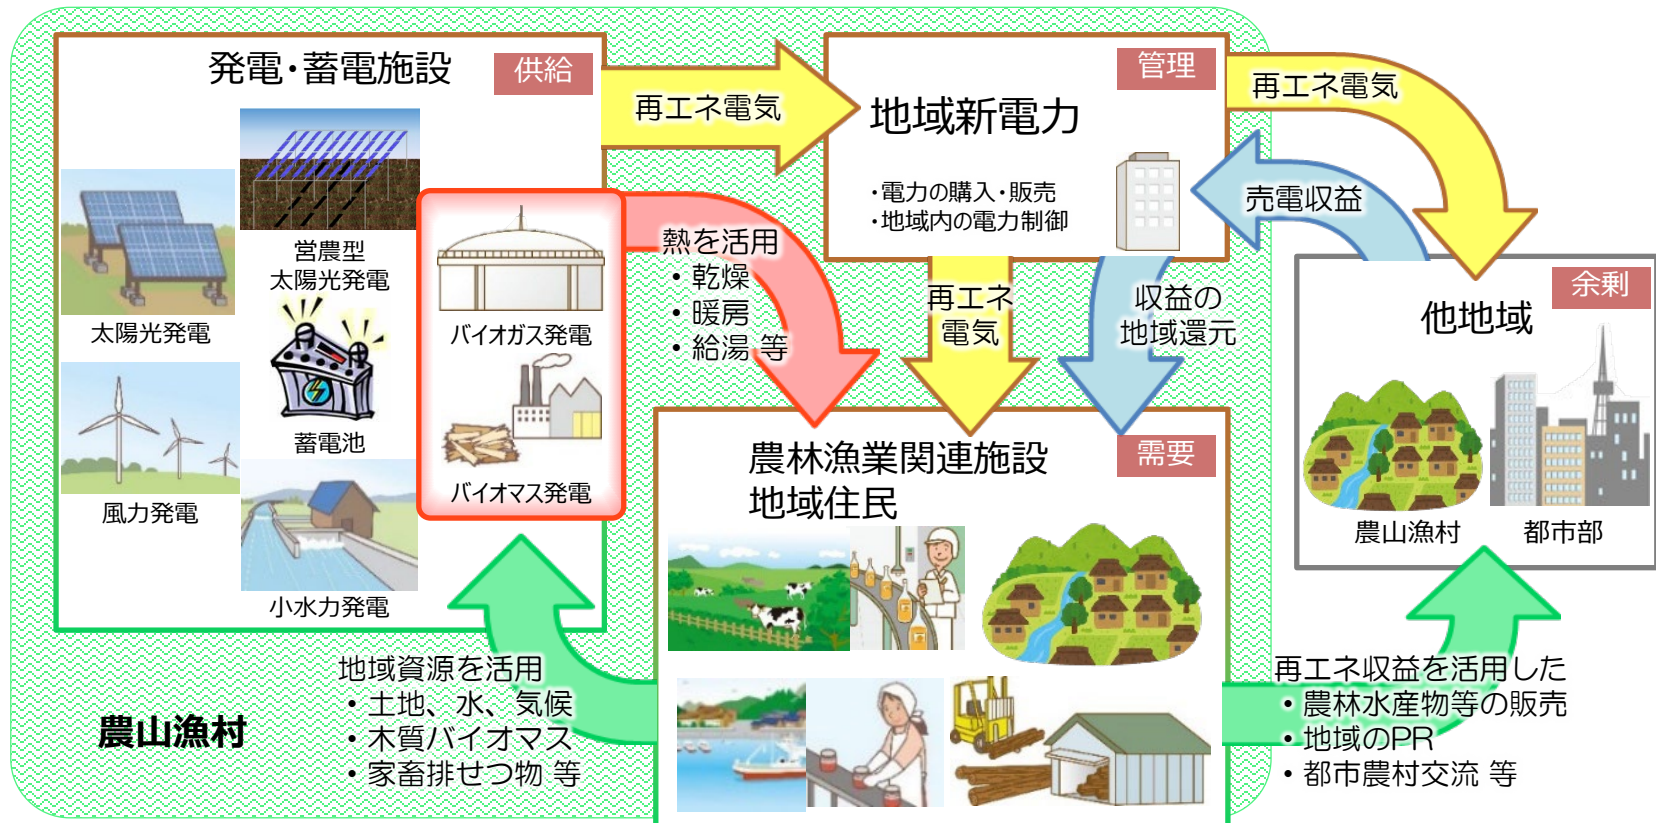 発電・蓄電施設
供給
営農型
太陽光発電
太陽光発電
蓄電池
風力発電
小水力発電
バイオガス発電
バイオマス発電
再エネ電気
管理
地域新電力
・電力の購入・販売
・地域内の電力制御
再エネ電気
売電収益
熱を活用
・乾燥
・暖房
・給湯 等
再エネ
電気
収益の
地域還元
余剰
他地域
農山漁村
都市部
需要
農林漁業関連施設
地域住民
地域資源を活用
・土地、水、気候
・木質バイオマス
・家畜排せつ物 等
農山漁村
再エネ収益を活用した
・農林水産物等の販売
・地域のPR
・都市農村交流 等